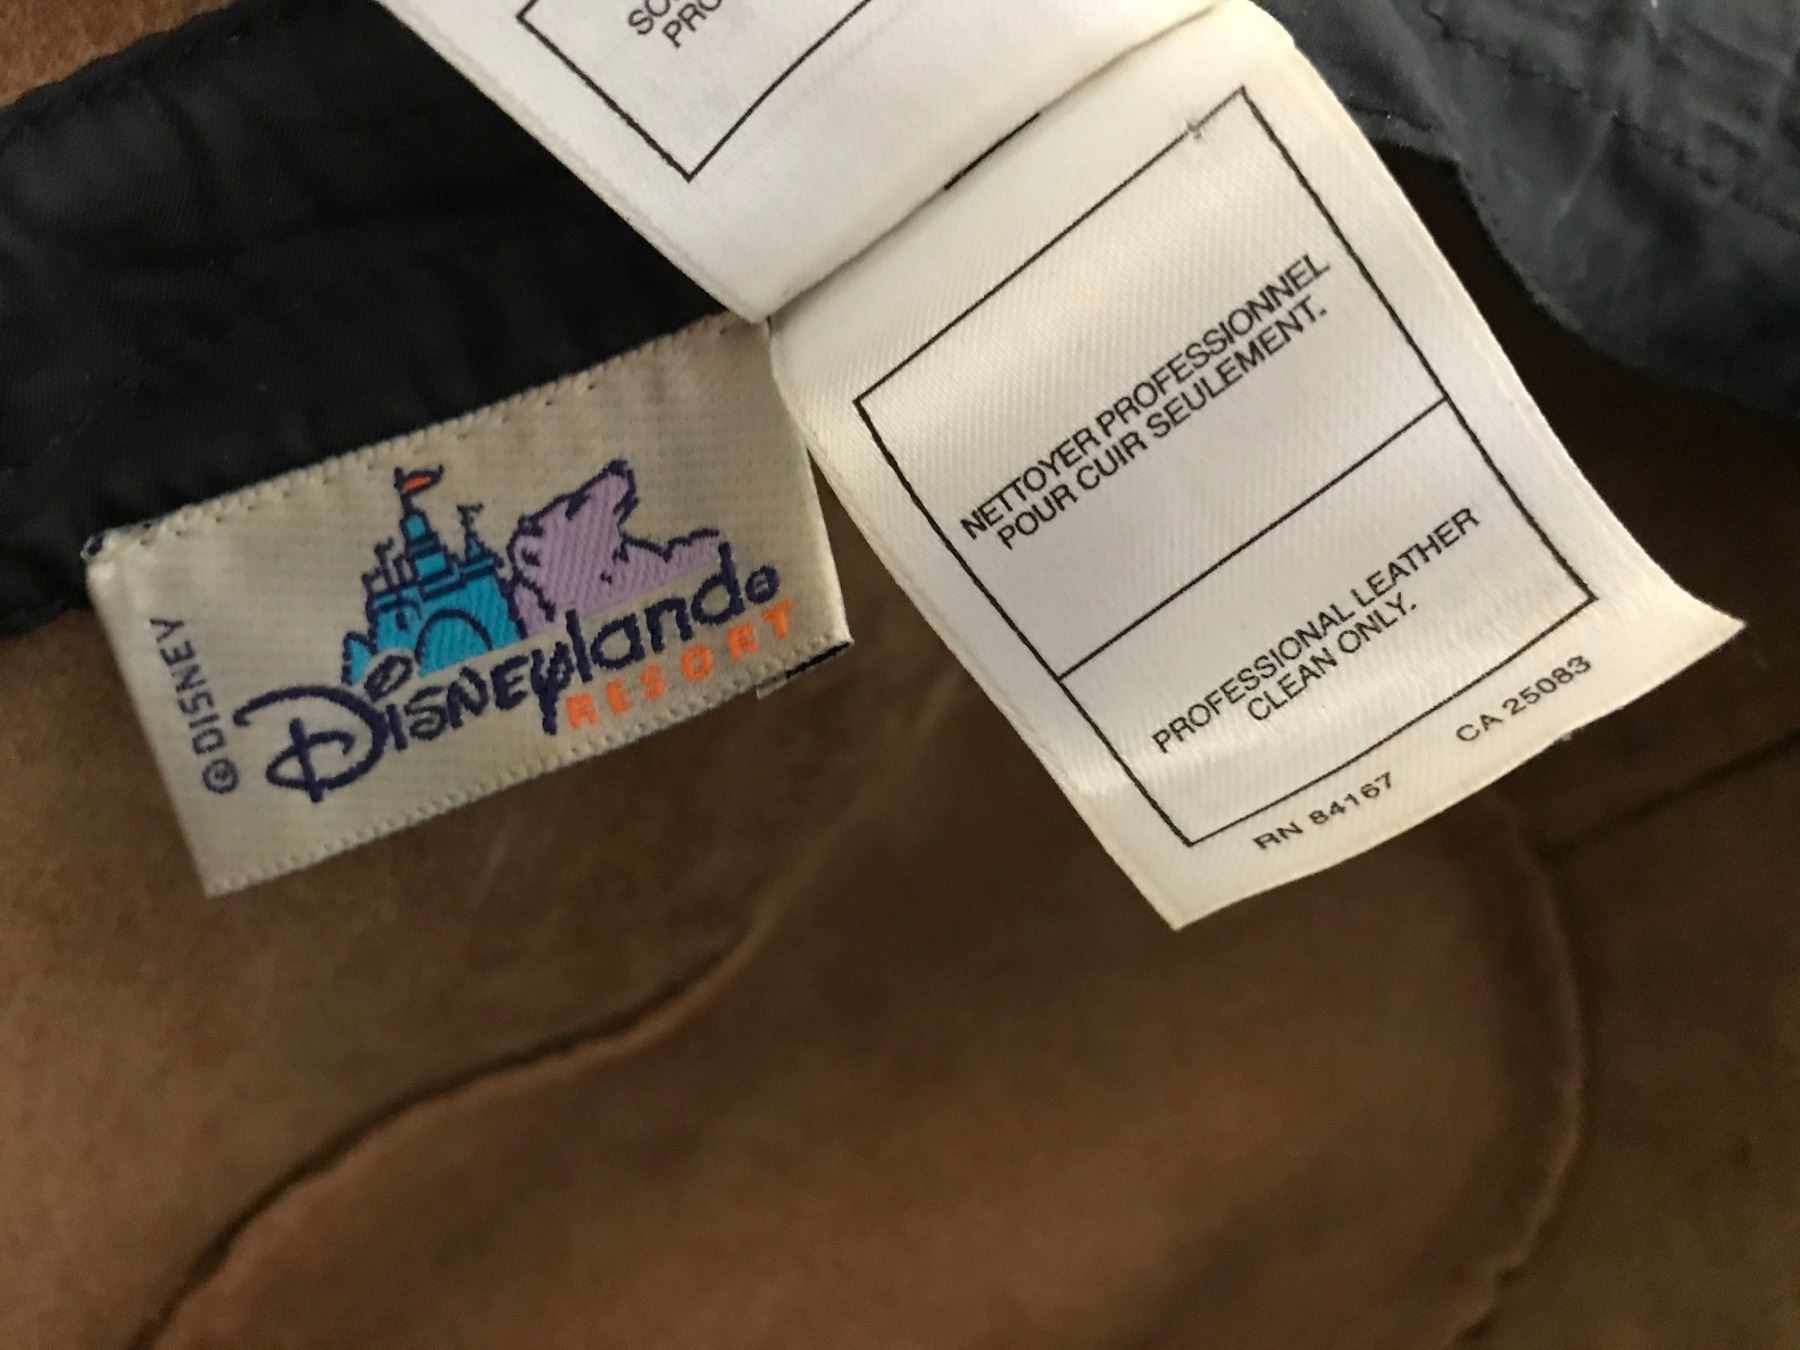 NETTOYER PROFESSIONNEL
POUR CUIR SEULEMENT.
PROFESSIONAL LEATHER
CLEAN ONLY.
RN 84167 CA 25083
© DISNEY
Disneyland®
RESORT